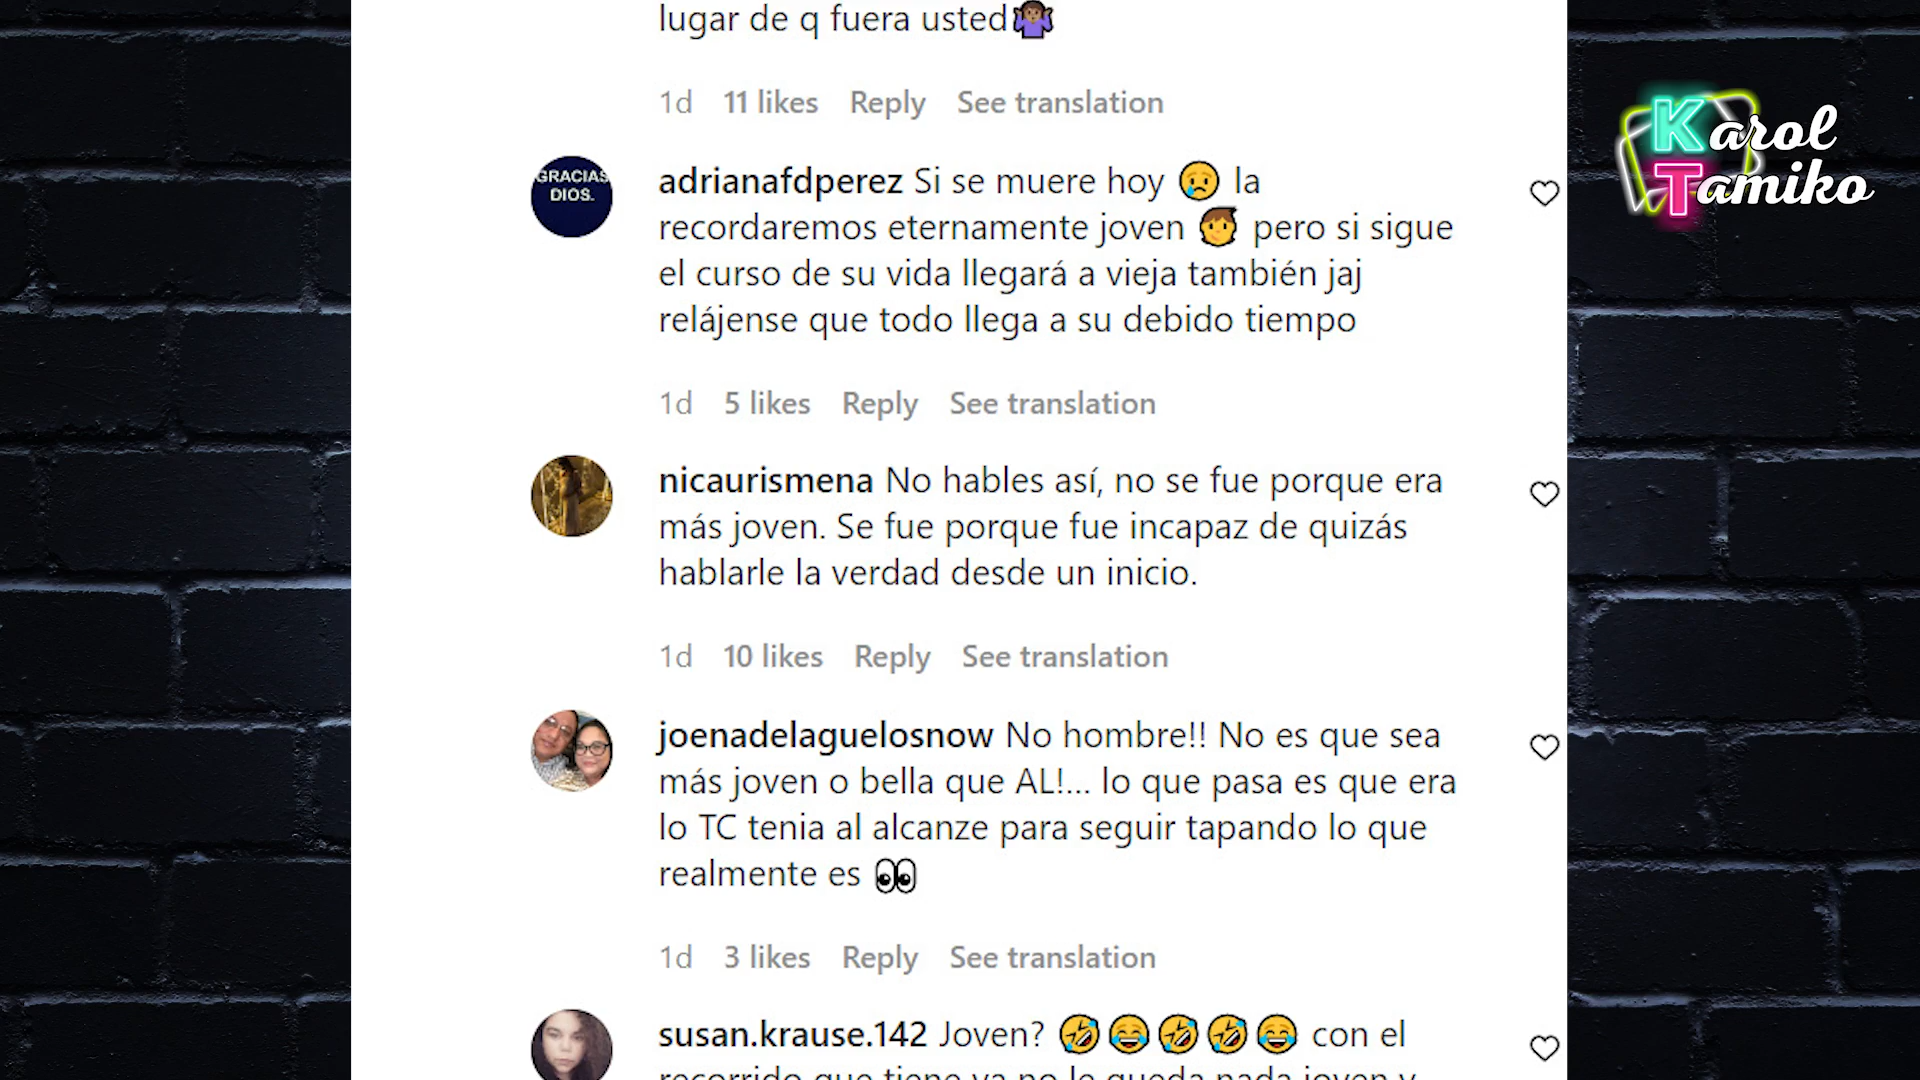 lugar de q fuera usted🤷🏾‍♀️
1d 11 likes Reply See translation
GRACIAS
DIOS.
adrianafdperez Si se muere hoy 😢 la
recordaremos eternamente joven 🧒 pero si sigue
el curso de su vida llegará a vieja también jaj
relájense que todo llega a su debido tiempo
1d 5 likes Reply See translation
nicaurismena No hables así, no se fue porque era
más joven. Se fue porque fue incapaz de quizás
hablarle la verdad desde un inicio.
1d 10 likes Reply See translation
joenadelaguelosnow No hombre!! No es que sea
más joven o bella que AL!... lo que pasa es que era
lo TC tenia al alcanze para seguir tapando lo que
realmente es 👀
1d 3 likes Reply See translation
susan.krause.142 Joven? 🤣😂🤣🤣😂 con el
recorrido que tiene ya no le queda nada joven y
Karol
Tamiko